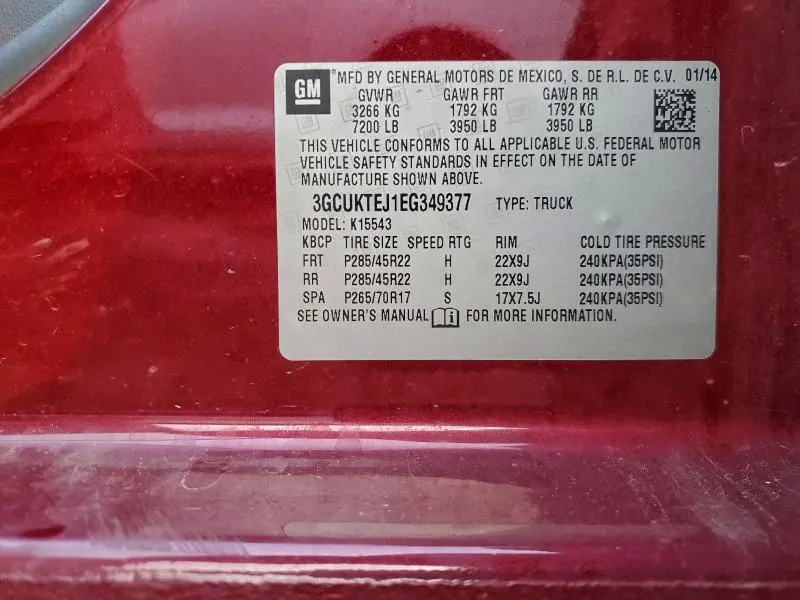 GM ® MFD BY GENERAL MOTORS DE MEXICO, S. DE R.L. DE C.V. 01/14
GVWR GAWR FRT GAWR RR
3266 KG 1792 KG 1792 KG
7200 LB 3950 LB 3950 LB
THIS VEHICLE CONFORMS TO ALL APPLICABLE U.S. FEDERAL MOTOR
VEHICLE SAFETY STANDARDS IN EFFECT ON THE DATE OF
MANUFACTURE SHOWN ABOVE.
3GCUKTEJ1EG349377 TYPE: TRUCK
MODEL: K15543
KBCP TIRE SIZE SPEED RTG RIM COLD TIRE PRESSURE
FRT P285/45R22 H 22X9J 240KPA(35PSI)
RR P285/45R22 H 22X9J 240KPA(35PSI)
SPA P265/70R17 S 17X7.5J 240KPA(35PSI)
SEE OWNER'S MANUAL i FOR MORE INFORMATION.